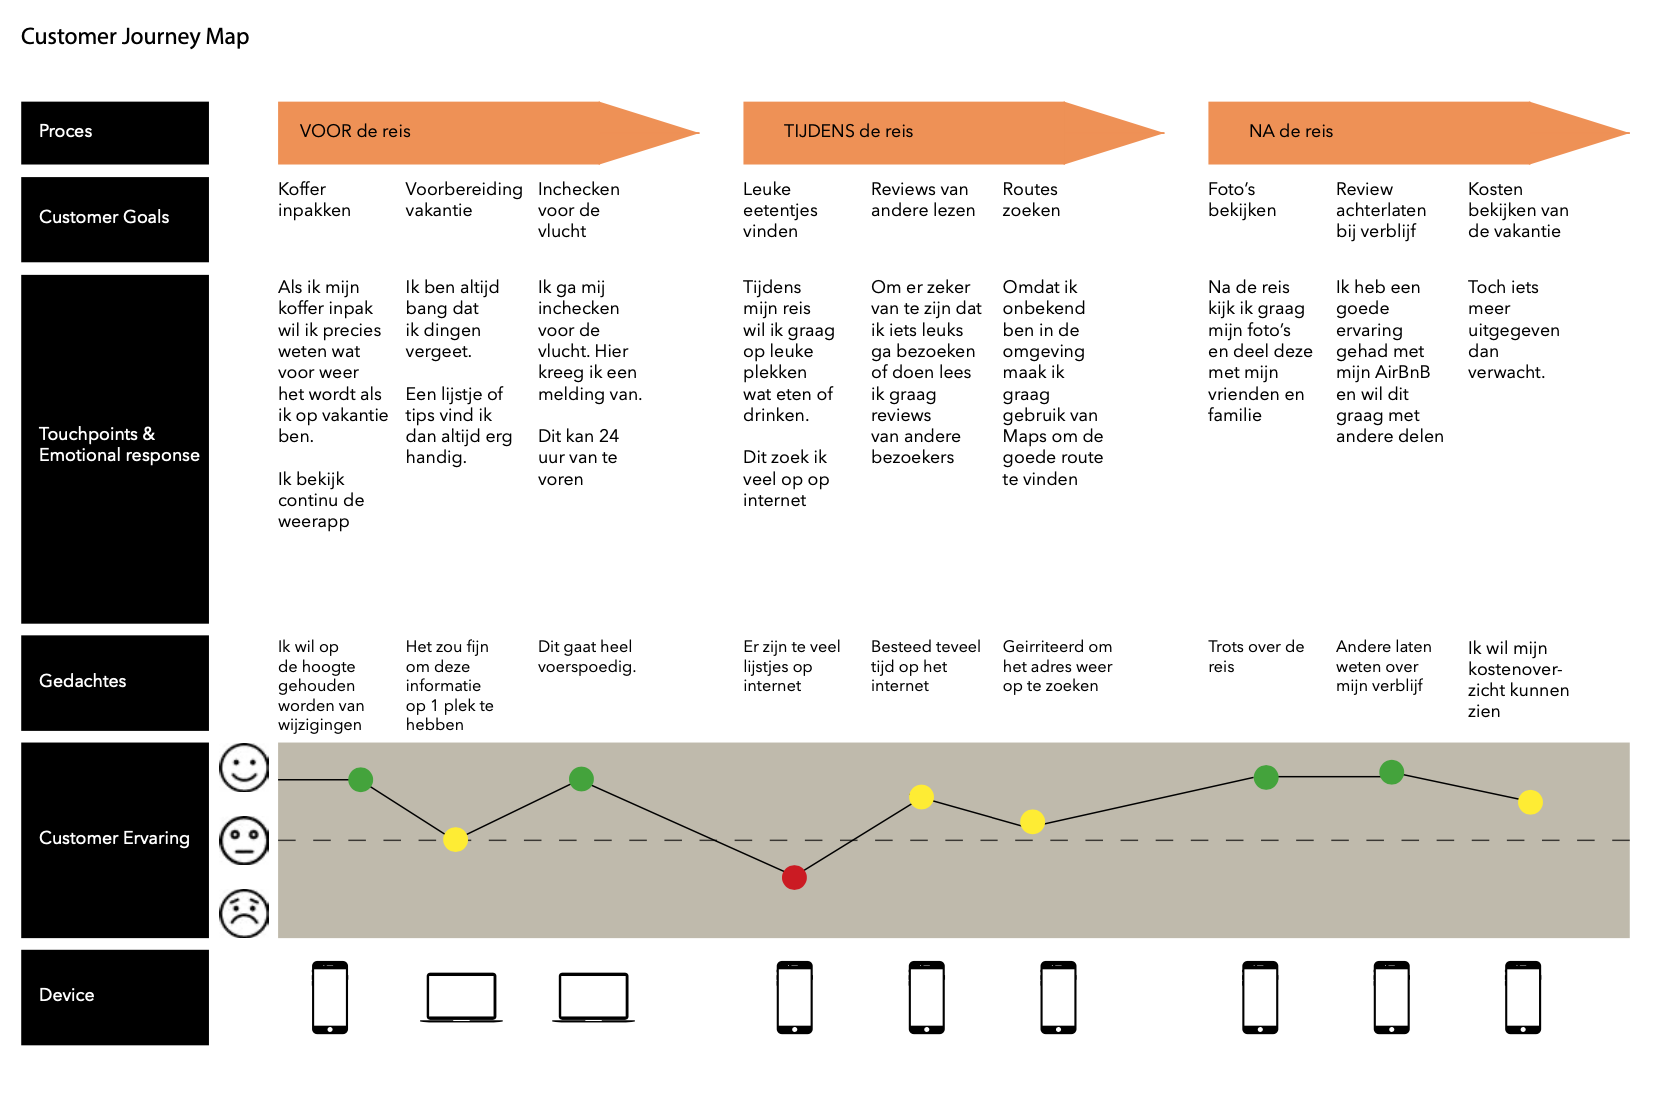 Customer Journey Map
Proces
VOOR de reis
TIJDENS de reis
NA de reis
Customer Goals
Koffer
inpakken
Voorbereiding
vakantie
Inchecken
voor de
vlucht
Leuke
eetentjes
vinden
Reviews van
andere lezen
Routes
zoeken
Foto's
bekijken
Review
achterlaten
bij verblijf
Kosten
bekijken van
de vakantie
Touchpoints &
Emotional response
Als ik mijn
koffer inpak
wil ik precies
weten wat
voor weer
het wordt als
ik op vakantie
ben.
Ik bekijk
continu de
weerapp
Ik ben altijd
bang dat
ik dingen
vergeet.
Een lijstje of
tips vind ik
dan altijd erg
handig.
Ik ga mij
inchecken
voor de
vlucht. Hier
kreeg ik een
melding van.
Dit kan 24
uur van te
voren
Tijdens
mijn reis
wil ik graag
op leuke
plekken
wat eten of
drinken.
Dit zoek ik
veel op op
internet
Om er zeker
van te zijn dat
ik iets leuks
ga bezoeken
of doen lees
ik graag
reviews
van andere
bezoekers
Omdat ik
onbekend
ben in de
omgeving
maak ik
graag
gebruik van
Maps om de
goede route
te vinden
Na de reis
kijk ik graag
mijn foto's
en deel deze
met mijn
vrienden en
familie
Ik heb een
goede
ervaring
gehad met
mijn AirBnB
en wil dit
graag met
andere delen
Toch iets
meer
uitgegeven
dan
verwacht.
Gedachtes
Ik wil op
de hoogte
gehouden
worden van
wijzigingen
Het zou fijn
om deze
informatie
op 1 plek te
hebben
Dit gaat heel
voerspoedig.
Er zijn te veel
lijstjes op
internet
Besteed teveel
tijd op het
internet
Geirriteerd om
het adres weer
op te zoeken
Trots over de
reis
Andere laten
weten over
mijn verblijf
Ik wil mijn
kostenover-
zicht kunnen
zien
Customer Ervaring
Device